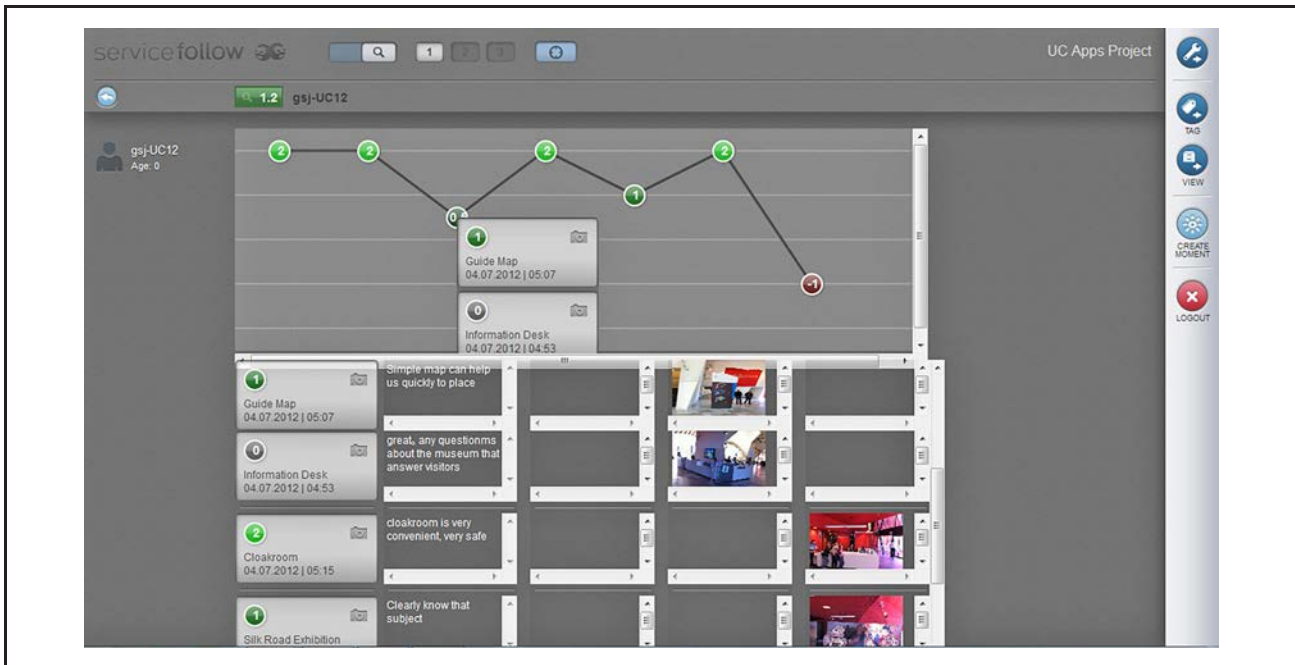 servicefollow
1 2 3
UC Apps Project
1.2 gsj-UC12
gsj-UC12
Age: 0
2 2 2 2
1
0
-1
1
Guide Map
04.07.2012 | 05:07
0
Information Desk
04.07.2012 | 04:53
TAG
VIEW
CREATE
MOMENT
LOGOUT
1
Guide Map
04.07.2012 | 05:07
Simple map can help
us quickly to place
0
Information Desk
04.07.2012 | 04:53
great, any questionms
about the museum that
answer visitors
2
Cloakroom
04.07.2012 | 05:15
cloakroom is very
convenient, very safe
1
Silk Road Exhibition
Clearly know that
subject